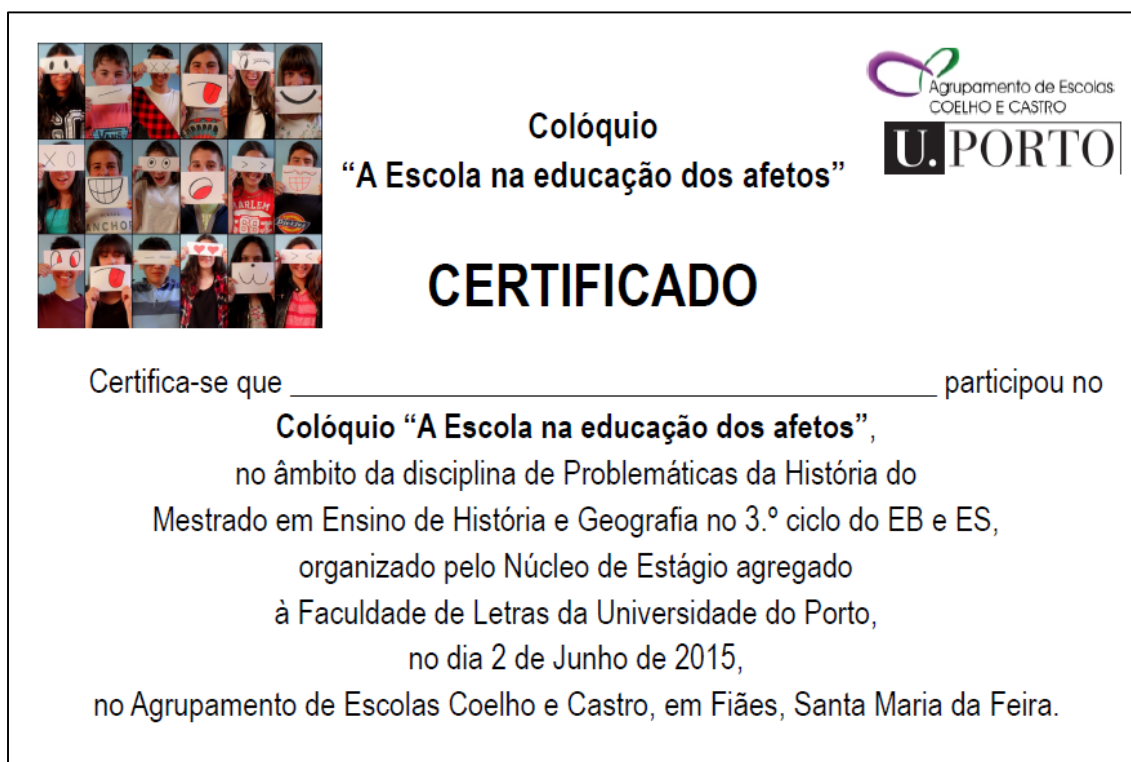 Colóquio
“A Escola na educação dos afetos”
Agrupamento de Escolas
COELHO E CASTRO
U. PORTO
CERTIFICADO
Certifica-se que ______________________________ participou no
Colóquio “A Escola na educação dos afetos”,
no âmbito da disciplina de Problemáticas da História do
Mestrado em Ensino de História e Geografia no 3.º ciclo do EB e ES,
organizado pelo Núcleo de Estágio agregado
à Faculdade de Letras da Universidade do Porto,
no dia 2 de Junho de 2015,
no Agrupamento de Escolas Coelho e Castro, em Fiães, Santa Maria da Feira.